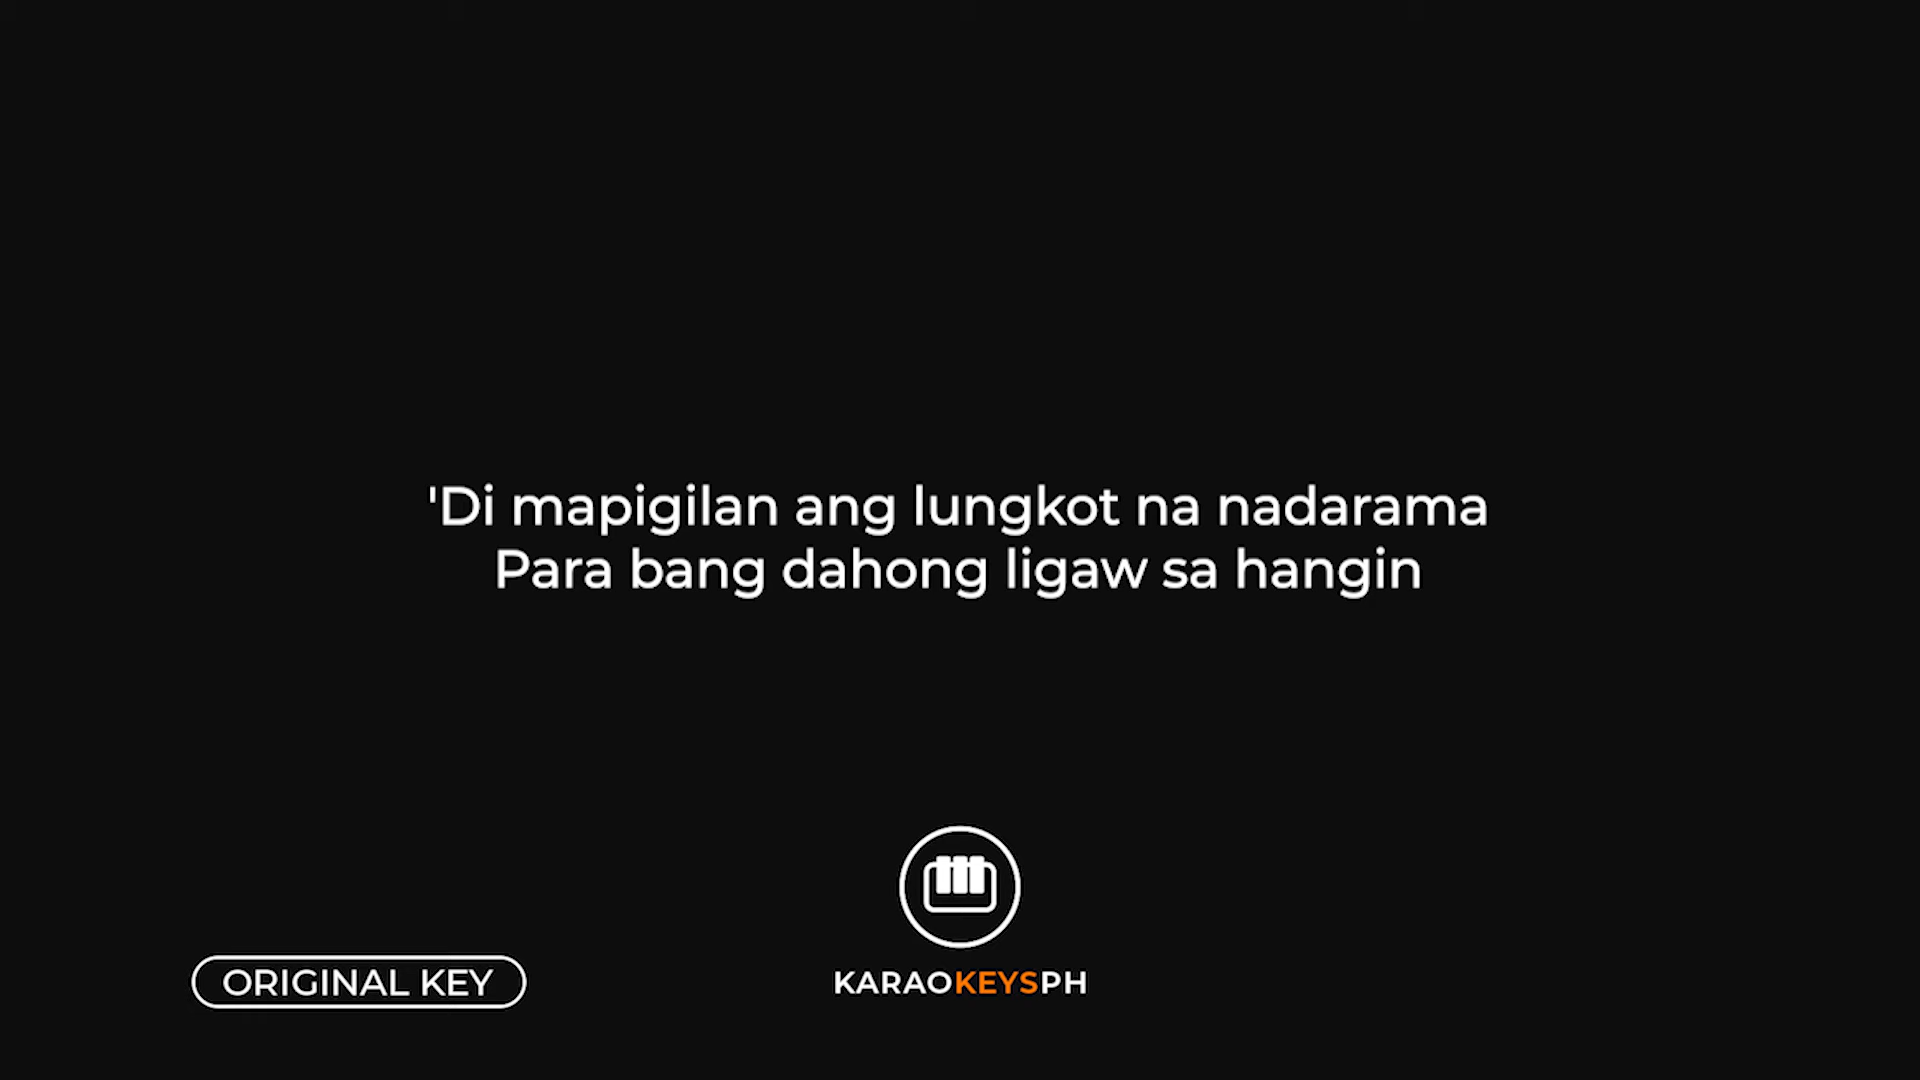 'Di mapigilan ang lungkot na nadarama
Para bang dahong ligaw sa hangin
ORIGINAL KEY
KARAOKEYSPH